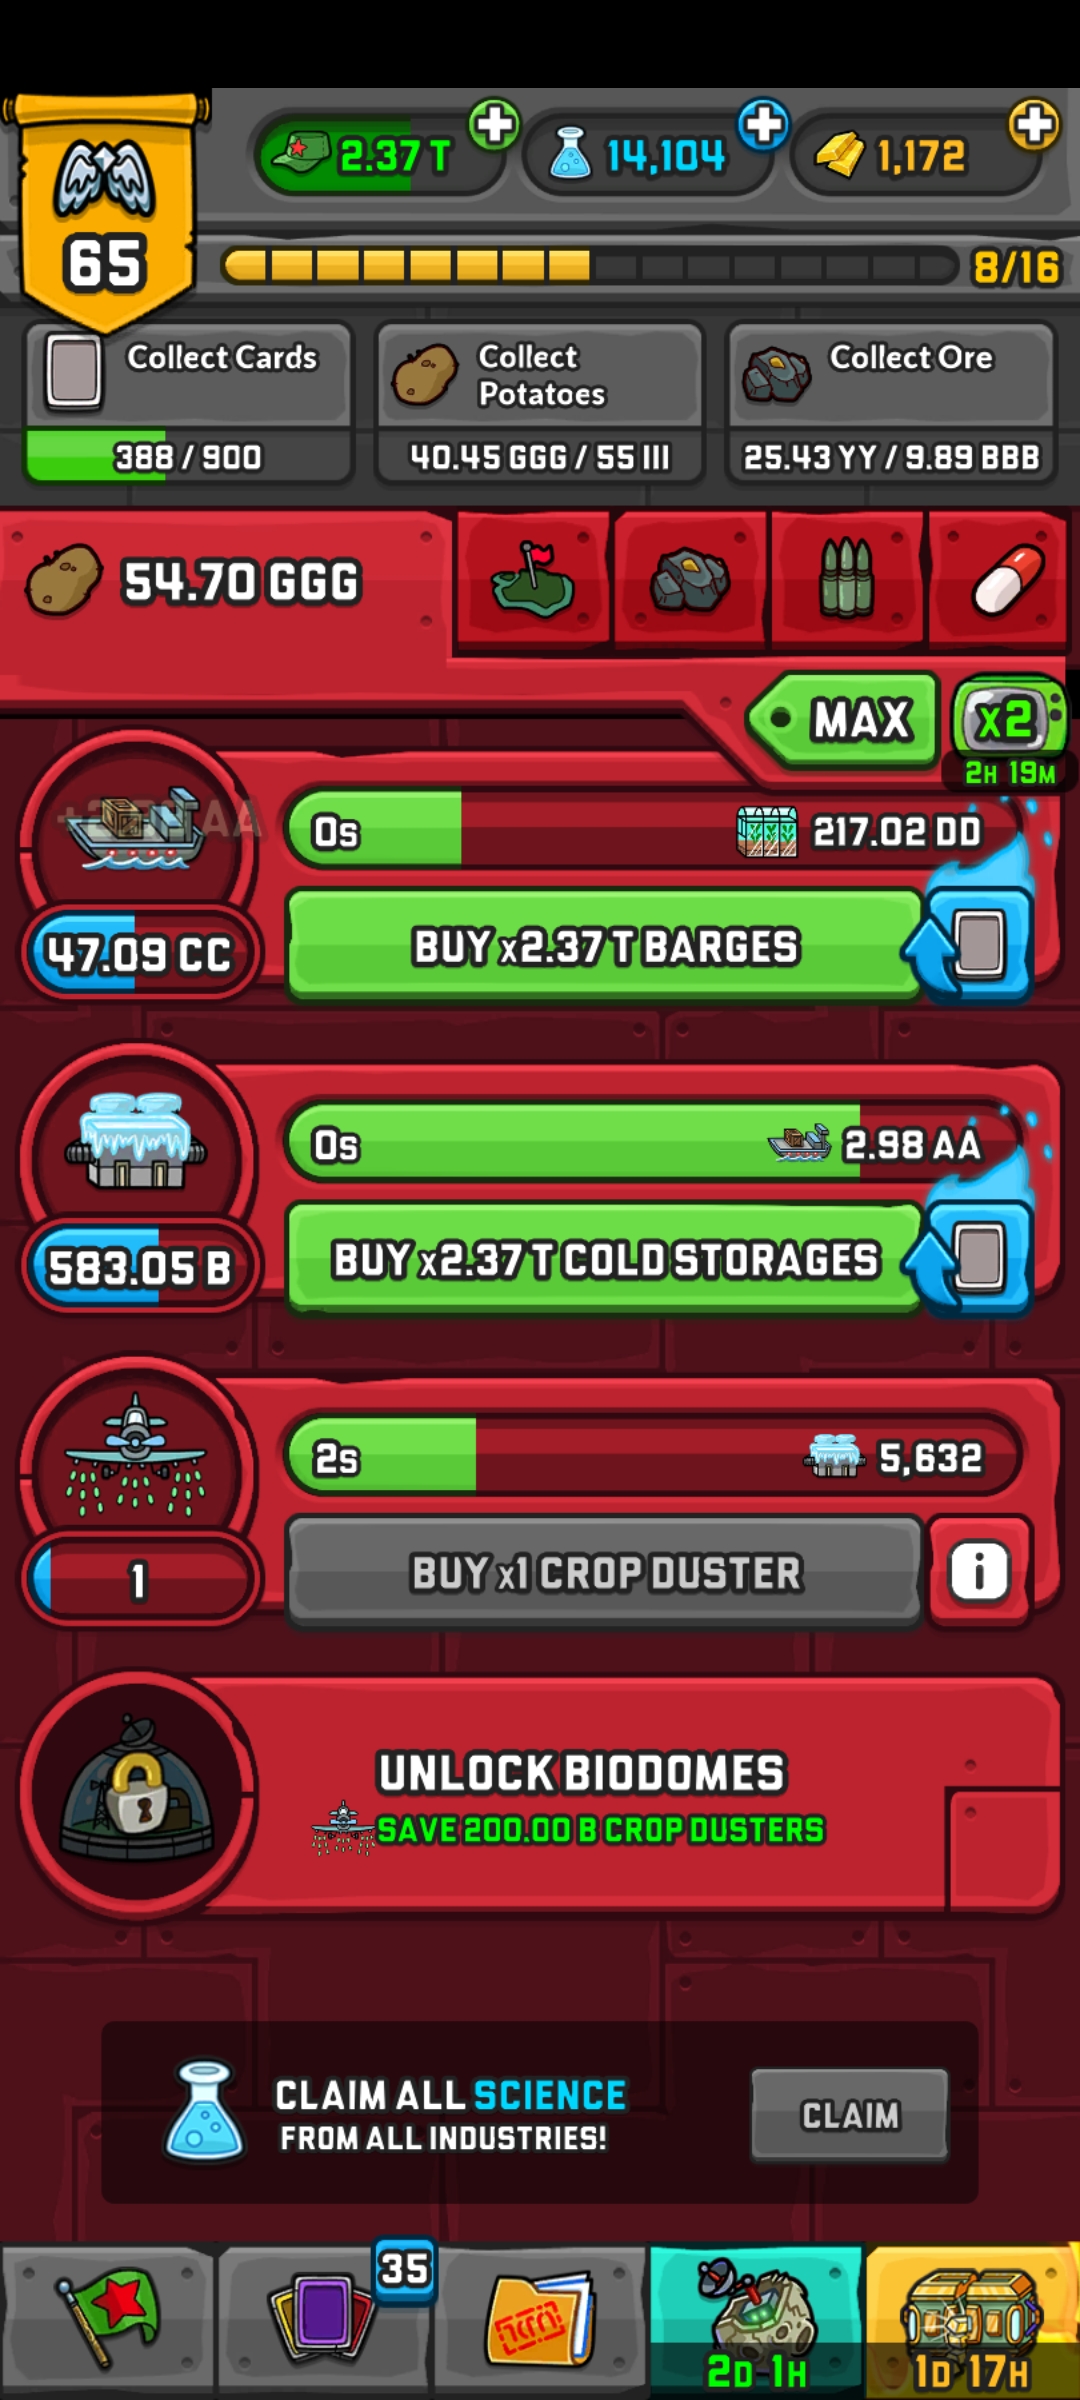 2.37 T
14,104
1,172
65
8/16
Collect Cards
388 / 900
Collect
Potatoes
40.45 GGG / 55 III
Collect Ore
25.43 YY / 9.89 BBB
54.70 GGG
MAX
x2
2H 19M
0s
217.02 DD
47.09 CC
BUY x2.37 T BARGES
0s
2.98 AA
583.05 B
BUY x2.37 T COLD STORAGES
2s
5,632
1
BUY x1 CROP DUSTER
i
UNLOCK BIODOMES
SAVE 200.00 B CROP DUSTERS
CLAIM ALL SCIENCE
FROM ALL INDUSTRIES!
CLAIM
35
2D 1H
1D 17H